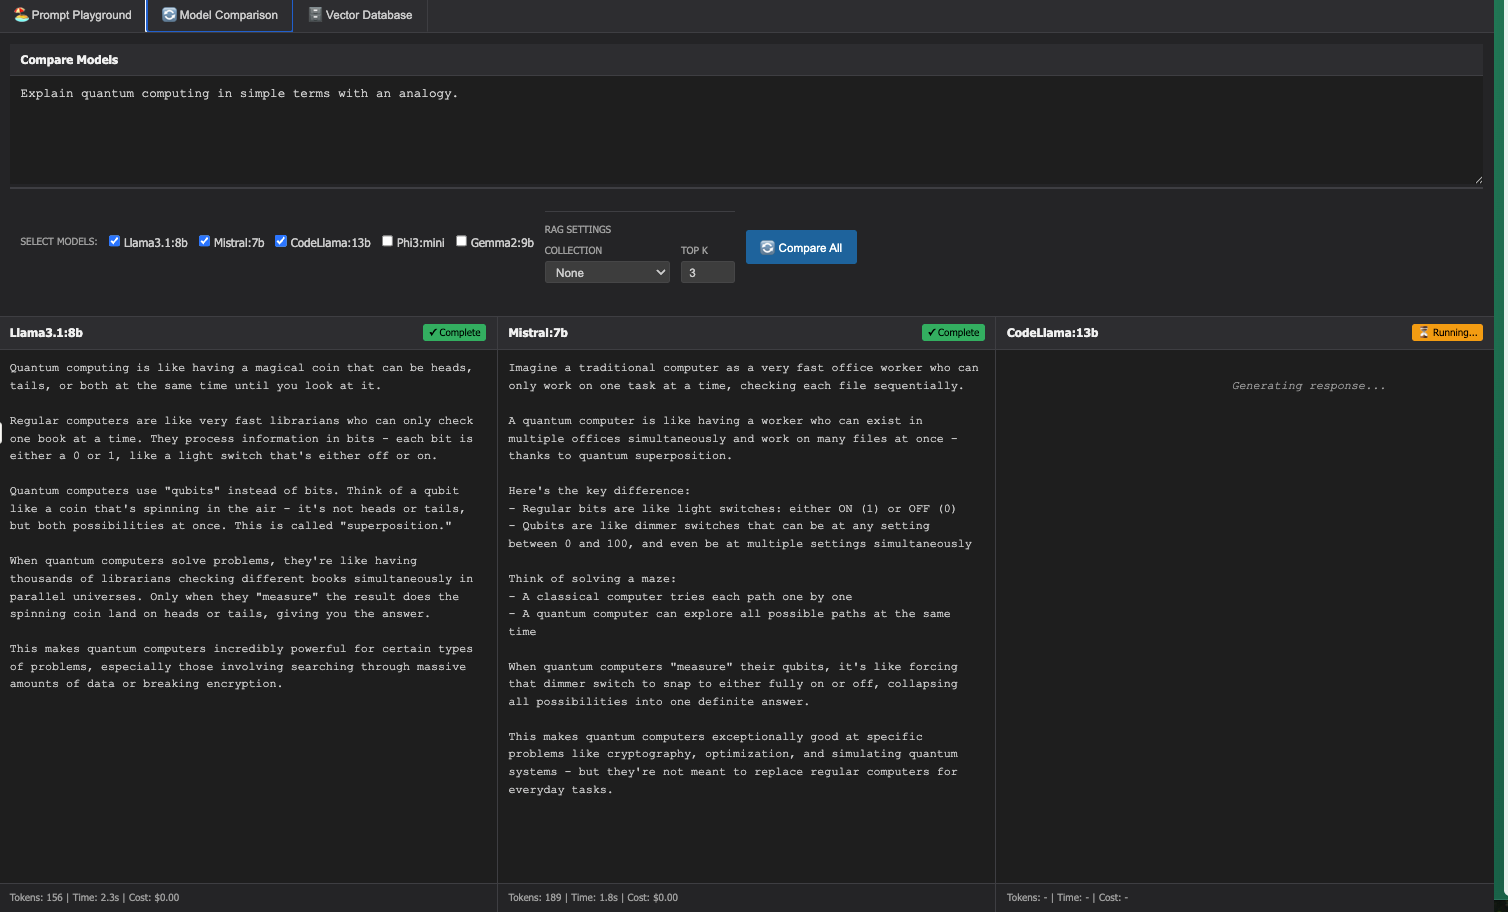 Prompt Playground
Model Comparison
Vector Database
Compare Models
Explain quantum computing in simple terms with an analogy.
SELECT MODELS:
Llama3.1:8b
Mistral:7b
CodeLlama:13b
Phi3:mini
Gemma2:9b
RAG SETTINGS
COLLECTION
None
TOP K
3
Compare All
Llama3.1:8b
✓ Complete
Quantum computing is like having a magical coin that can be heads,
tails, or both at the same time until you look at it.
Regular computers are like very fast librarians who can only check
one book at a time. They process information in bits - each bit is
either a 0 or 1, like a light switch that's either off or on.
Quantum computers use "qubits" instead of bits. Think of a qubit
like a coin that's spinning in the air - it's not heads or tails,
but both possibilities at once. This is called "superposition."
When quantum computers solve problems, they're like having
thousands of librarians checking different books simultaneously in
parallel universes. Only when they "measure" the result does the
spinning coin land on heads or tails, giving you the answer.
This makes quantum computers incredibly powerful for certain types
of problems, especially those involving searching through massive
amounts of data or breaking encryption.
Tokens: 156 | Time: 2.3s | Cost: $0.00
Mistral:7b
✓ Complete
Imagine a traditional computer as a very fast office worker who can
only work on one task at a time, checking each file sequentially.
A quantum computer is like having a worker who can exist in
multiple offices simultaneously and work on many files at once -
thanks to quantum superposition.
Here's the key difference:
- Regular bits are like light switches: either ON (1) or OFF (0)
- Qubits are like dimmer switches that can be at any setting
between 0 and 100, and even be at multiple settings simultaneously
Think of solving a maze:
- A classical computer tries each path one by one
- A quantum computer can explore all possible paths at the same
time
When quantum computers "measure" their qubits, it's like forcing
that dimmer switch to snap to either fully on or off, collapsing
all possibilities into one definite answer.
This makes quantum computers exceptionally good at specific
problems like cryptography, optimization, and simulating quantum
systems - but they're not meant to replace regular computers for
everyday tasks.
Tokens: 189 | Time: 1.8s | Cost: $0.00
CodeLlama:13b
Running...
Generating response...
Tokens: - | Time: - | Cost: -